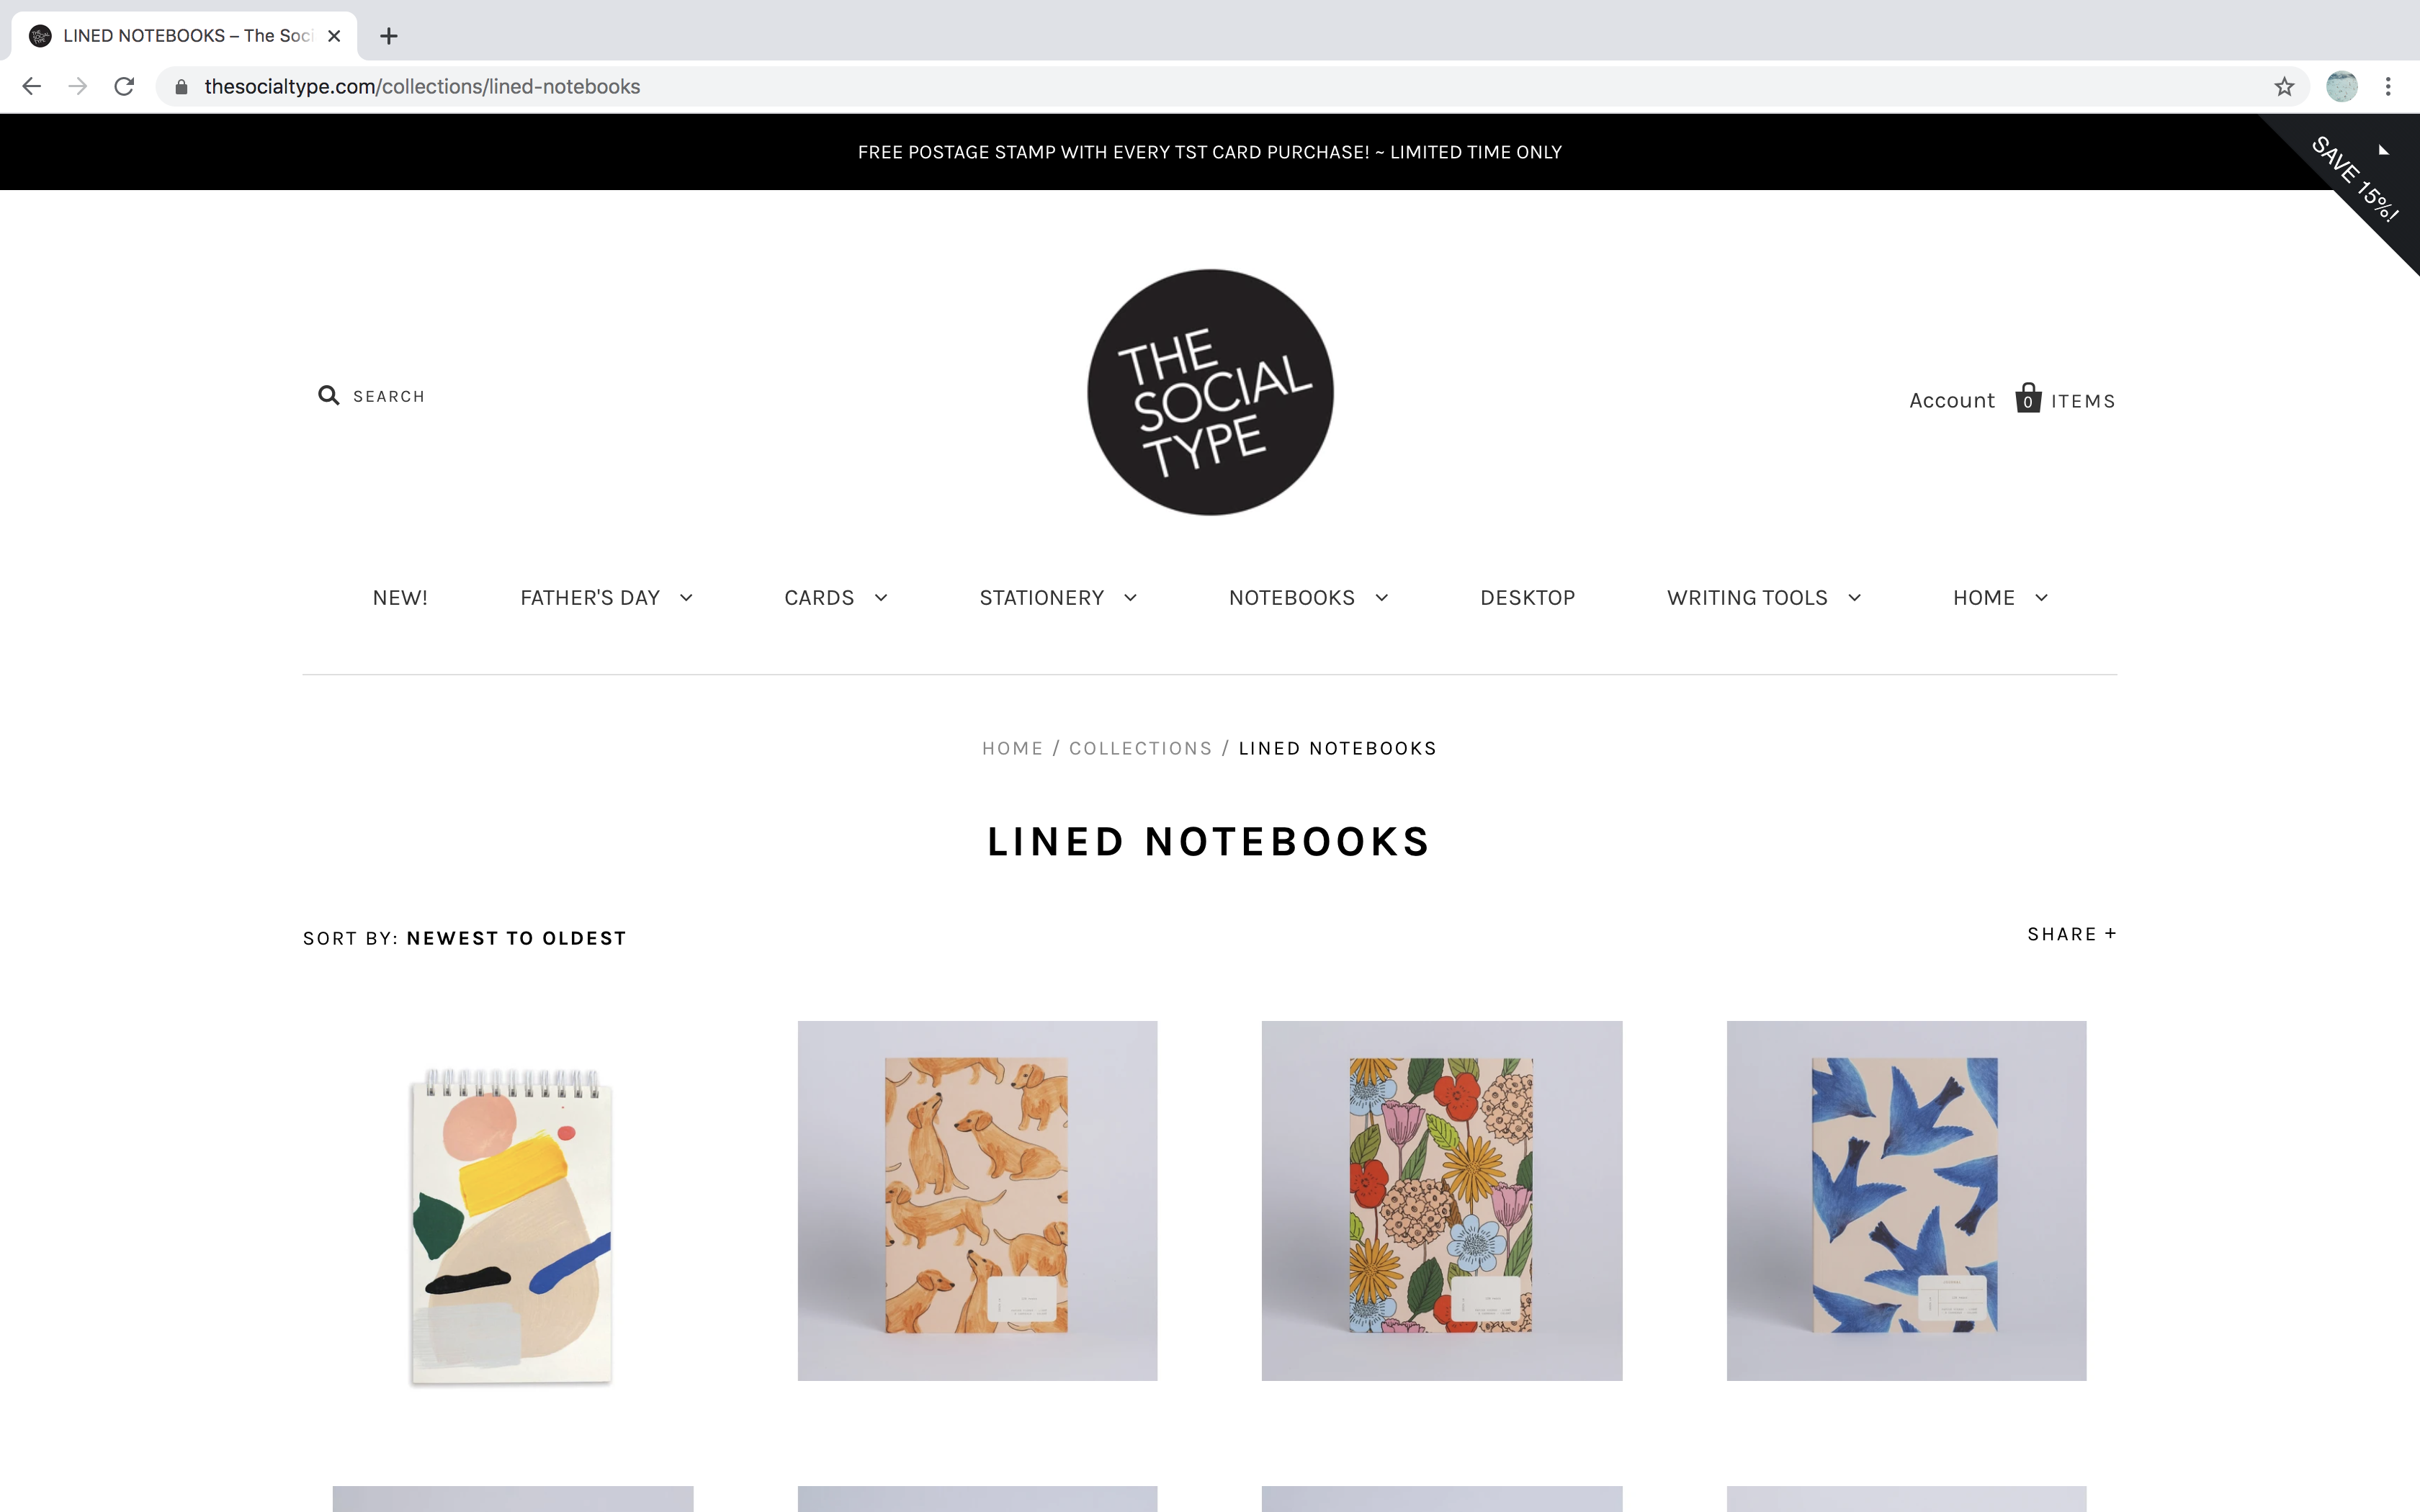 LINED NOTEBOOKS – The Soci
thesocialtype.com/collections/lined-notebooks
FREE POSTAGE STAMP WITH EVERY TST CARD PURCHASE! ~ LIMITED TIME ONLY
SAVE 15%!
THE
SOCIAL
TYPE
SEARCH
Account 0 ITEMS
NEW! FATHER'S DAY CARDS STATIONERY NOTEBOOKS DESKTOP WRITING TOOLS HOME
HOME / COLLECTIONS / LINED NOTEBOOKS
LINED NOTEBOOKS
SORT BY: NEWEST TO OLDEST
SHARE +